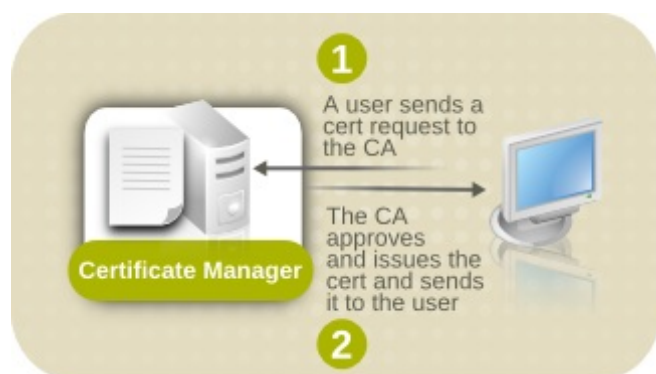 1
A user sends a
cert request to
the CA
The CA
approves
and issues the
cert and sends
it to the user
Certificate Manager
2